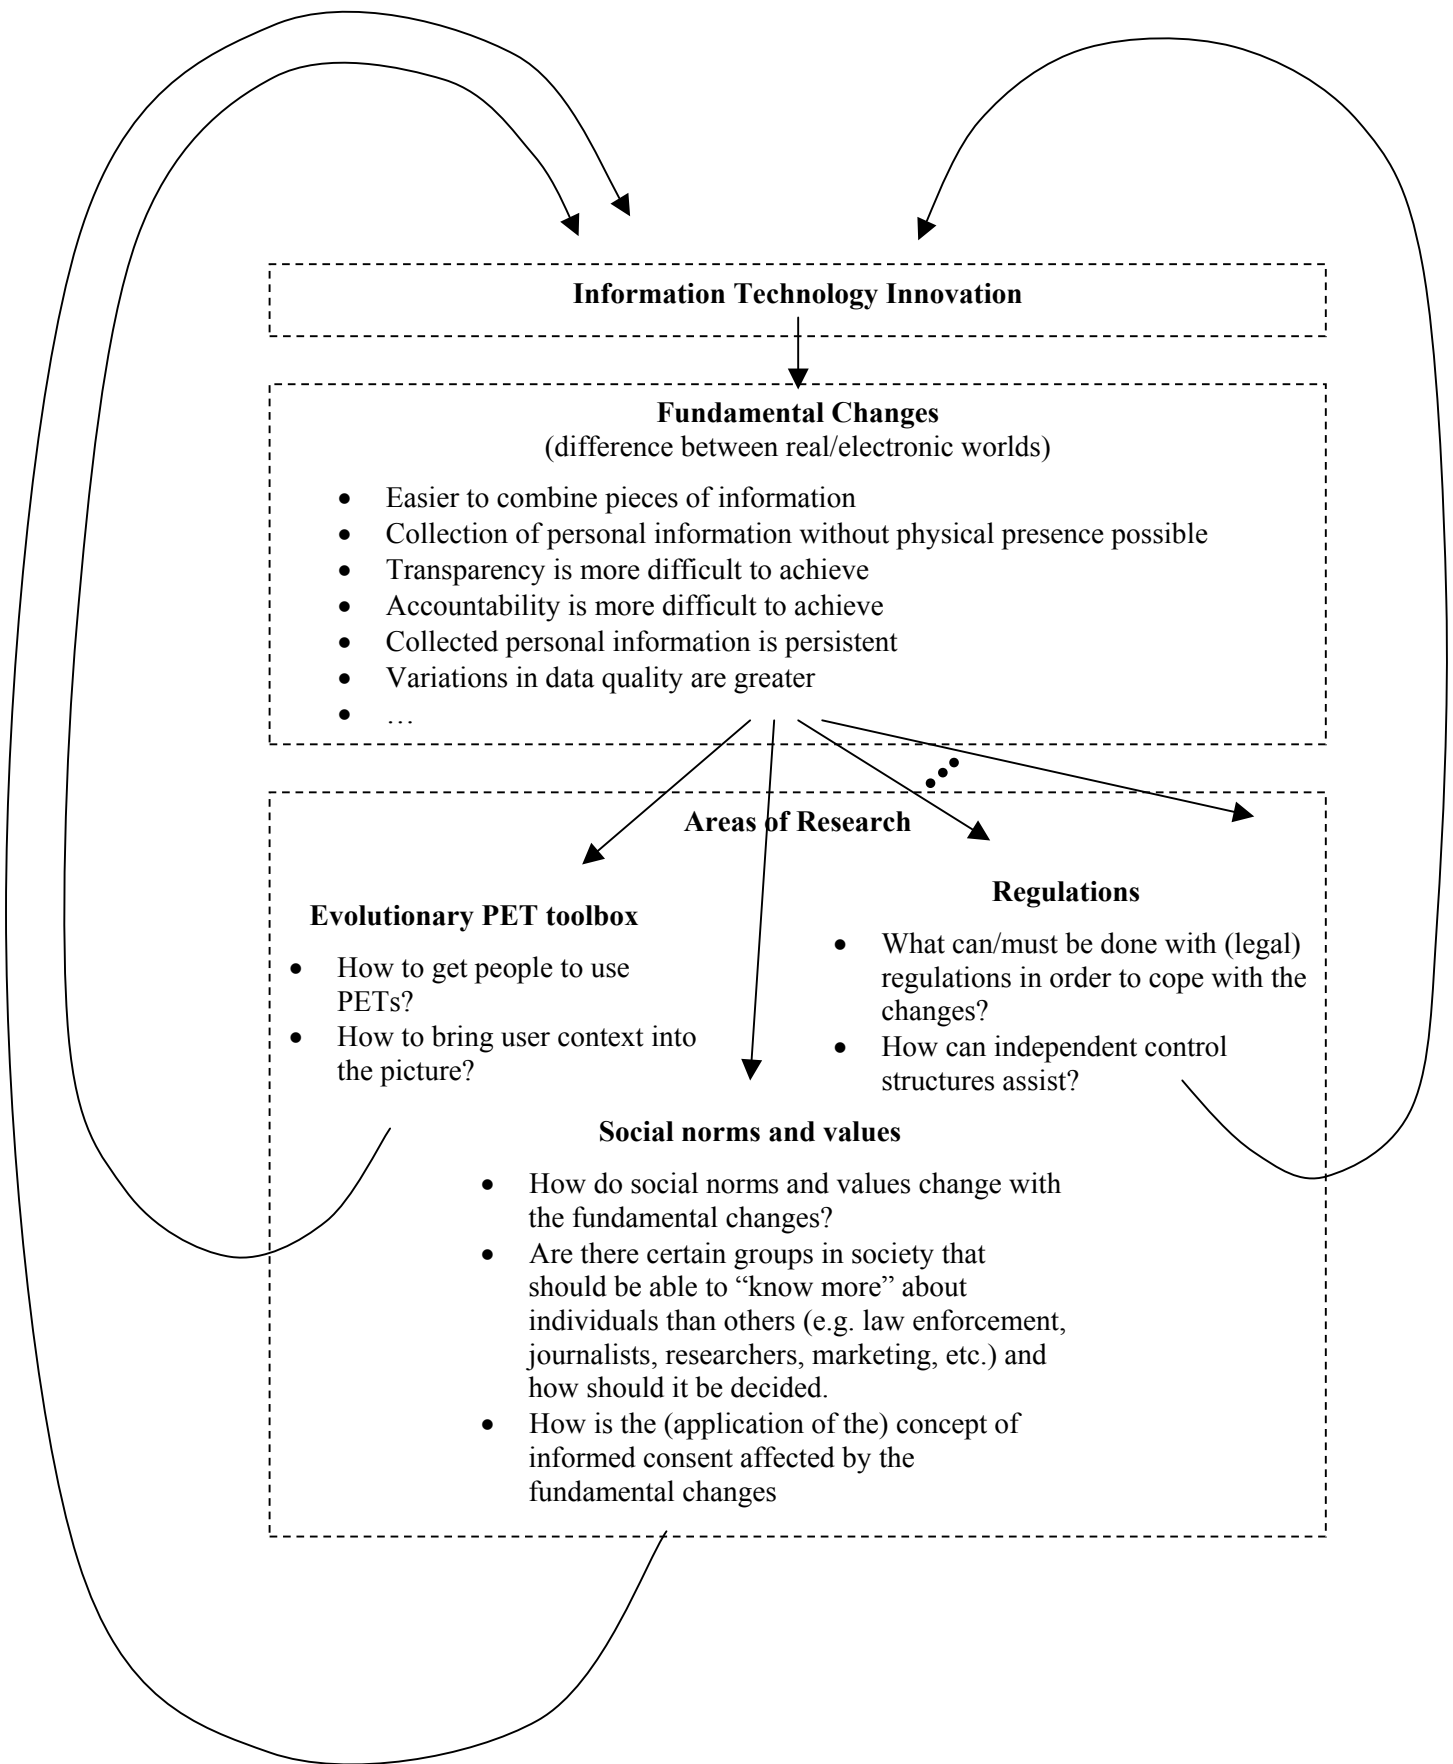 Information Technology Innovation
Fundamental Changes
(difference between real/electronic worlds)
• Easier to combine pieces of information
• Collection of personal information without physical presence possible
• Transparency is more difficult to achieve
• Accountability is more difficult to achieve
• Collected personal information is persistent
• Variations in data quality are greater
• …
Areas of Research
Evolutionary PET toolbox
• How to get people to use
PETs?
• How to bring user context into
the picture?
Regulations
• What can/must be done with (legal)
regulations in order to cope with the
changes?
• How can independent control
structures assist?
Social norms and values
• How do social norms and values change with
the fundamental changes?
• Are there certain groups in society that
should be able to “know more” about
individuals than others (e.g. law enforcement,
journalists, researchers, marketing, etc.) and
how should it be decided.
• How is the (application of the) concept of
informed consent affected by the
fundamental changes